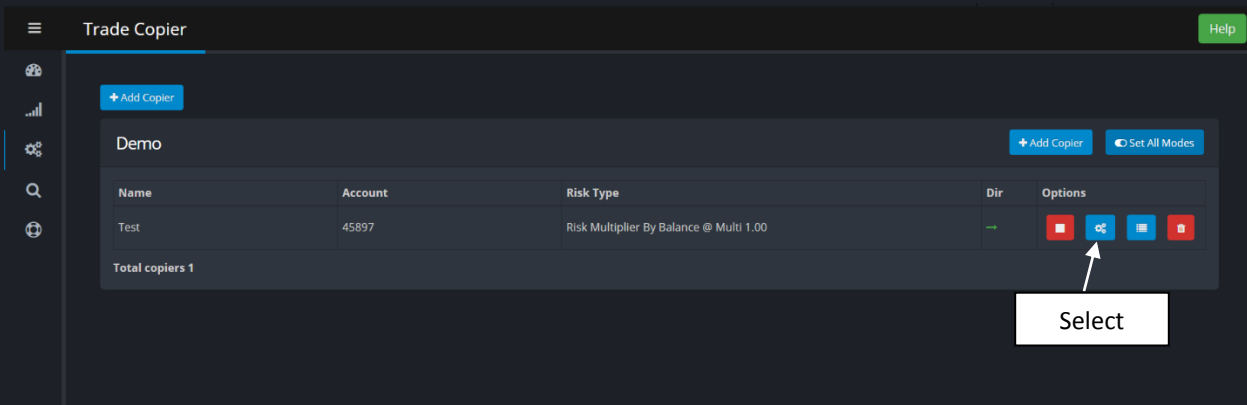 Trade Copier
Help
Add Copier
Demo
Add Copier
Set All Modes
Name Account Risk Type Dir Options
Test 45897 Risk Multiplier By Balance @ Multi 1.00
Total copiers 1
Select